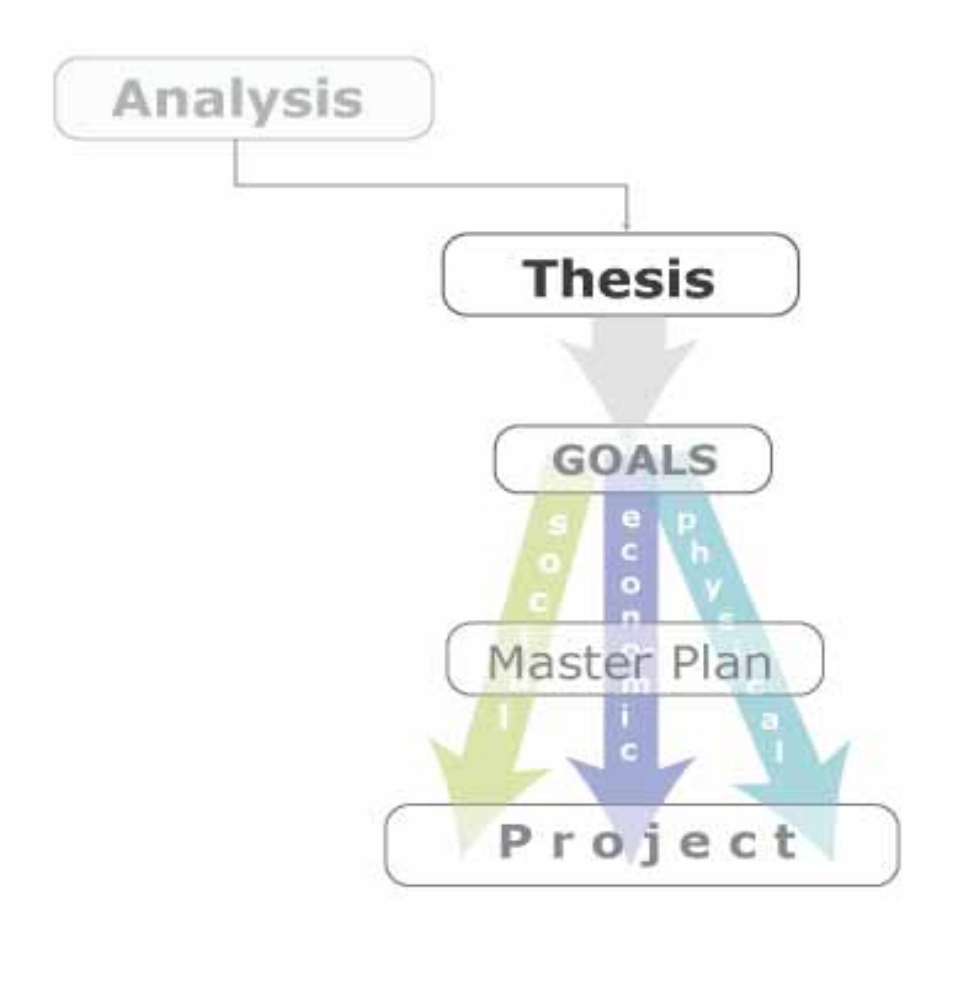 Analysis
Thesis
GOALS
social
economic
physical
Master Plan
Project